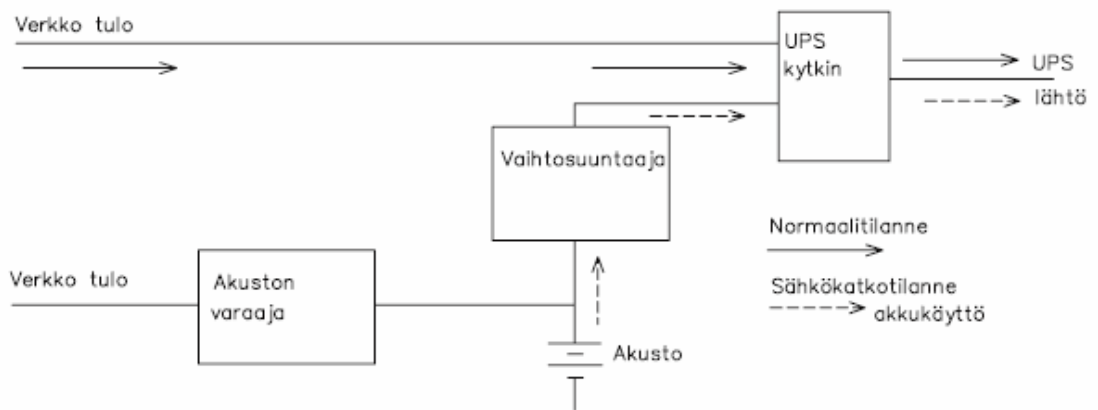 Verkko tulo
UPS
kytkin
UPS
lähtö
Vaihtosuuntaaja
Normaalitilanne
Verkko tulo
Akuston
varaaja
Sähkökatkotilanne
akkukäyttö
Akusto